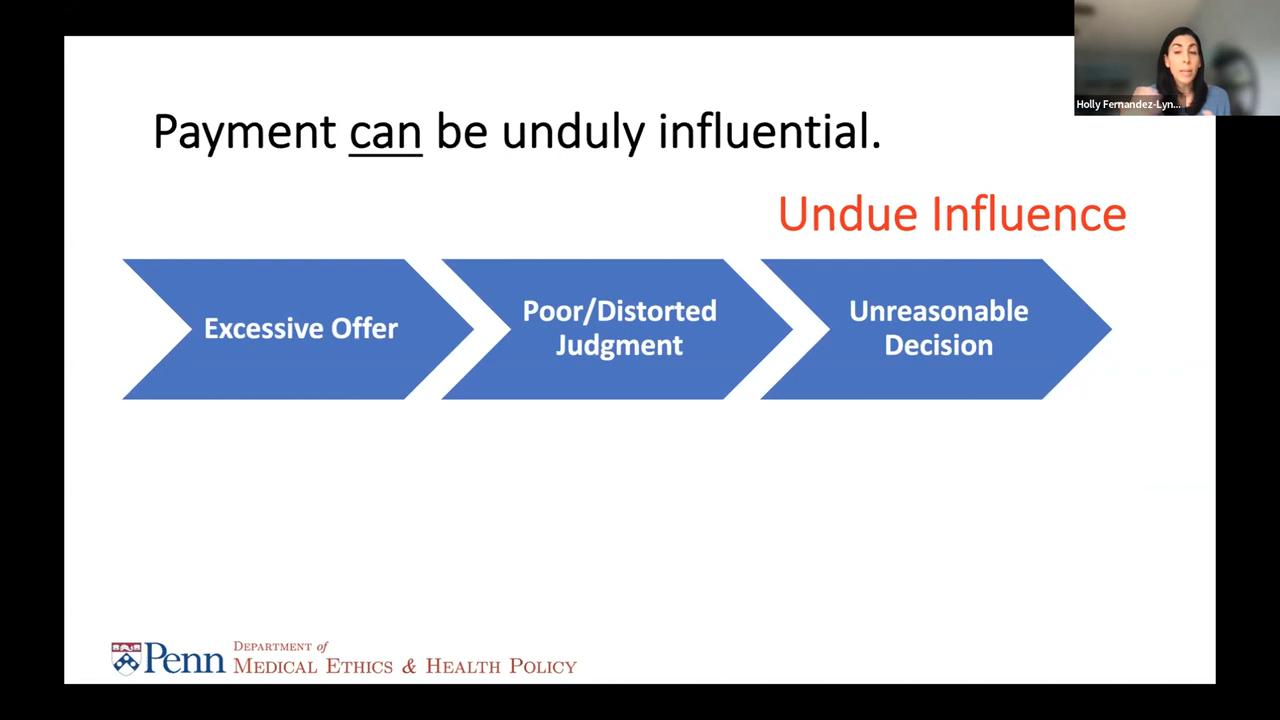 Holly Fernandez-Lyn...
Payment can be unduly influential.
Undue Influence
Excessive Offer
Poor/Distorted
Judgment
Unreasonable
Decision
Penn
DEPARTMENT of
MEDICAL ETHICS & HEALTH POLICY